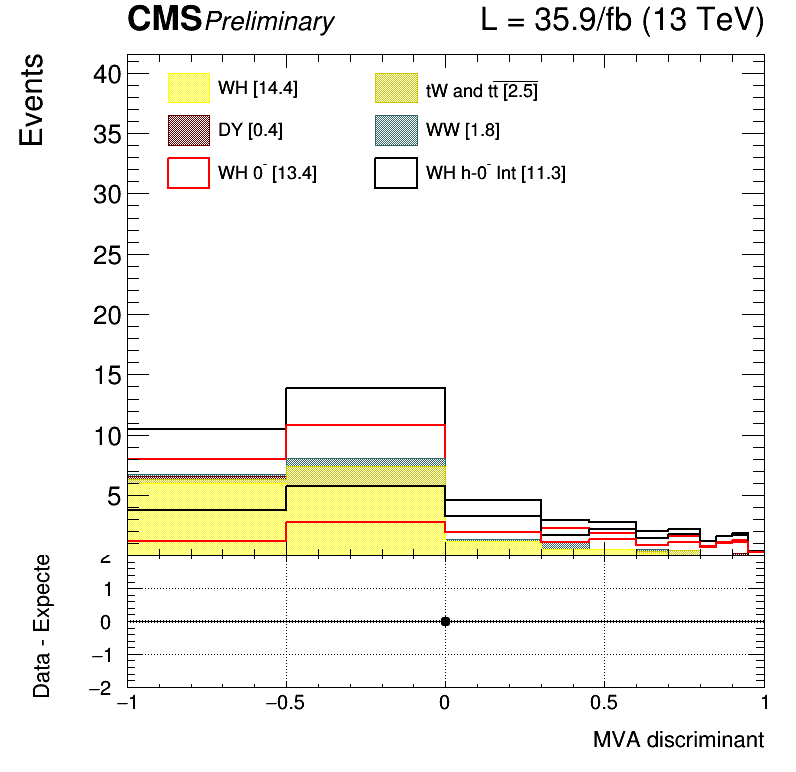 CMS Preliminary L = 35.9/fb (13 TeV)
Events
WH [14.4] tW and tt [2.5]
DY [0.4] WW [1.8]
WH 0⁻ [13.4] WH h-0⁻ Int [11.3]
40
35
30
25
20
15
10
5
Data - Expecte
2
1
0
−1
−2
−1 −0.5 0 0.5 1
MVA discriminant